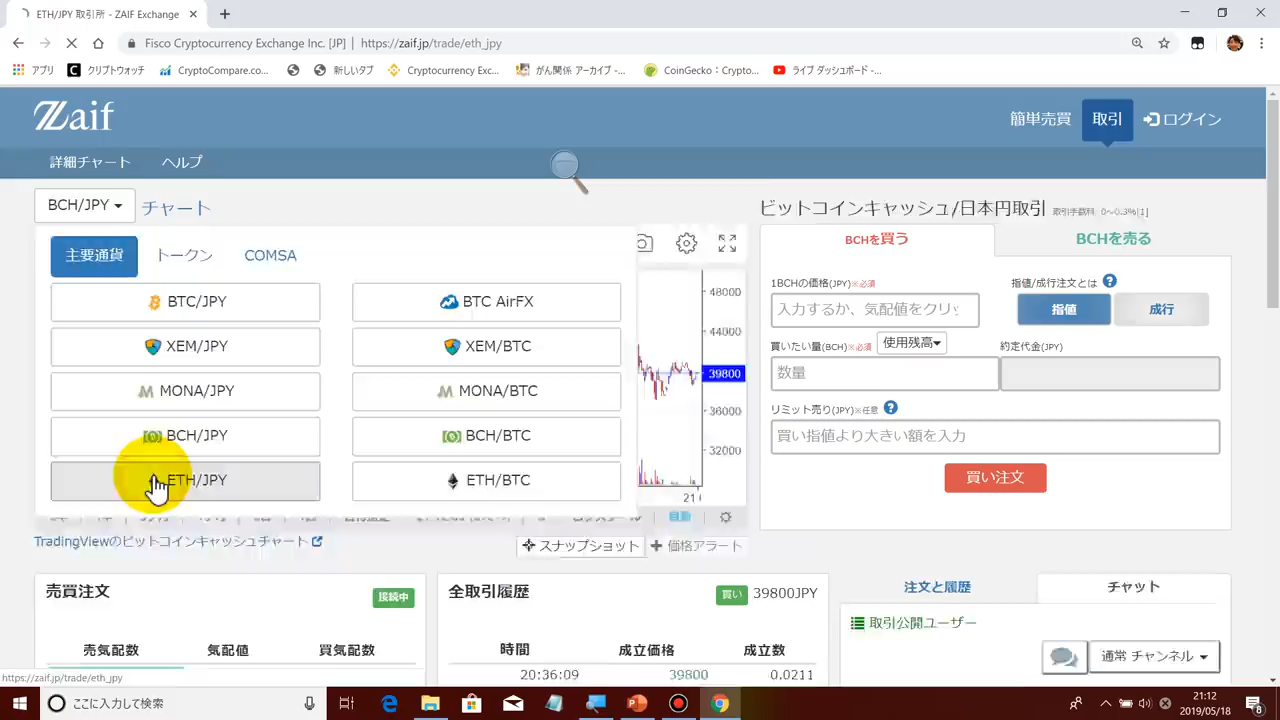 ETH/JPY 取引所 - ZAIF Exchange
Fisco Cryptocurrency Exchange Inc. [JP] | https://zaif.jp/trade/eth_jpy
アプリ クリプトウォッチ CryptoCompare.co... 新しいタブ Cryptocurrency Exc... がん関係 アーカイブ -... CoinGecko：Crypto... ライブ ダッシュボード -...
Zaif
簡単売買 取引 ログイン
詳細チャート ヘルプ
BCH/JPY チャート
主要通貨 トークン COMSA
BTC/JPY BTC AirFX
XEM/JPY XEM/BTC
MONA/JPY MONA/BTC
BCH/JPY BCH/BTC
ETH/JPY ETH/BTC
48000
44000
39800
36000
32000
21
TradingViewのビットコインキャッシュチャート
スナップショット 価格アラート
ビットコインキャッシュ/日本円取引 取引手数料: 0～0.3%[1]
BCHを買う BCHを売る
1BCHの価格(JPY)※必須 指値/成行注文とは
入力するか、気配値をクリッ 指値 成行
買いたい量(BCH)※必須 使用残高 約定代金(JPY)
数量
リミット売り(JPY)※任意
買い指値より大きい額を入力
買い注文
売買注文 接続中
売気配数 気配値 買気配数
全取引履歴 買い 39800JPY
時間 成立価格 成立数
20:36:09 39800 0.0211
注文と履歴 チャット
取引公開ユーザー
通常 チャンネル
https://zaif.jp/trade/eth_jpy
ここに入力して検索
21:12
2019/05/18
8